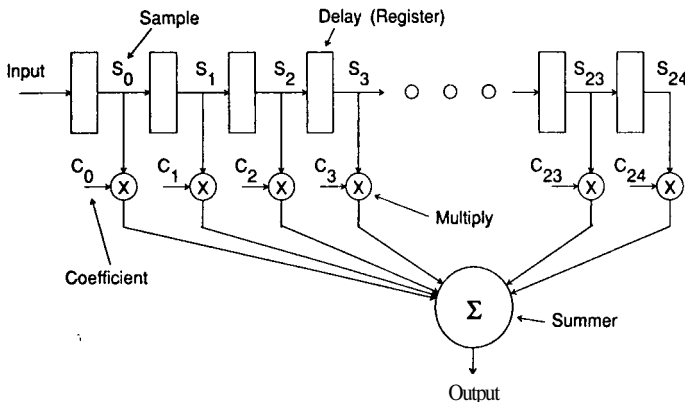 Sample
Delay (Register)
Input
S0 S1 S2 S3 S23 S24
C0 C1 C2 C3 C23 C24
X X X X X X
Multiply
Coefficient
Σ
Summer
Output